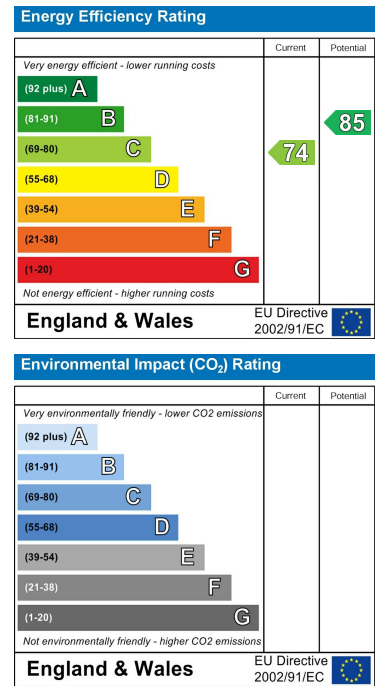 Energy Efficiency Rating
Current Potential
Very energy efficient - lower running costs
(92 plus) A
(81-91) B
85
(69-80) C
74
(55-68) D
(39-54) E
(21-38) F
(1-20) G
Not energy efficient - higher running costs
England & Wales
EU Directive
2002/91/EC
Environmental Impact (CO₂) Rating
Current Potential
Very environmentally friendly - lower CO2 emissions
(92 plus) A
(81-91) B
(69-80) C
(55-68) D
(39-54) E
(21-38) F
(1-20) G
Not environmentally friendly - higher CO2 emissions
England & Wales
EU Directive
2002/91/EC